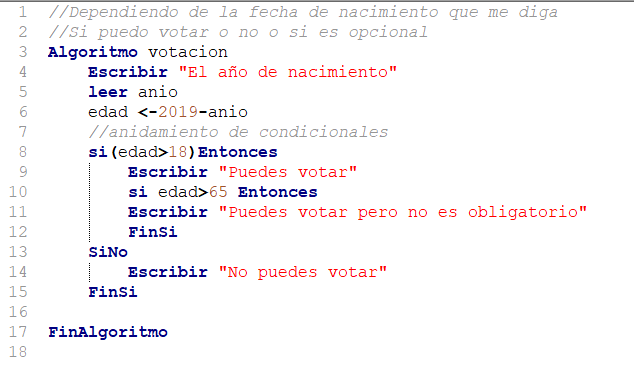 1 //Dependiendo de la fecha de nacimiento que me diga
2 //Si puedo votar o no o si es opcional
3 Algoritmo votacion
4     Escribir "El año de nacimiento"
5     leer anio
6     edad <-2019-anio
7     //anidamiento de condicionales
8     si(edad>18)Entonces
9         Escribir "Puedes votar"
10         si edad>65 Entonces
11         Escribir "Puedes votar pero no es obligatorio"
12         FinSi
13     SiNo
14         Escribir "No puedes votar"
15     FinSi
16
17 FinAlgoritmo
18